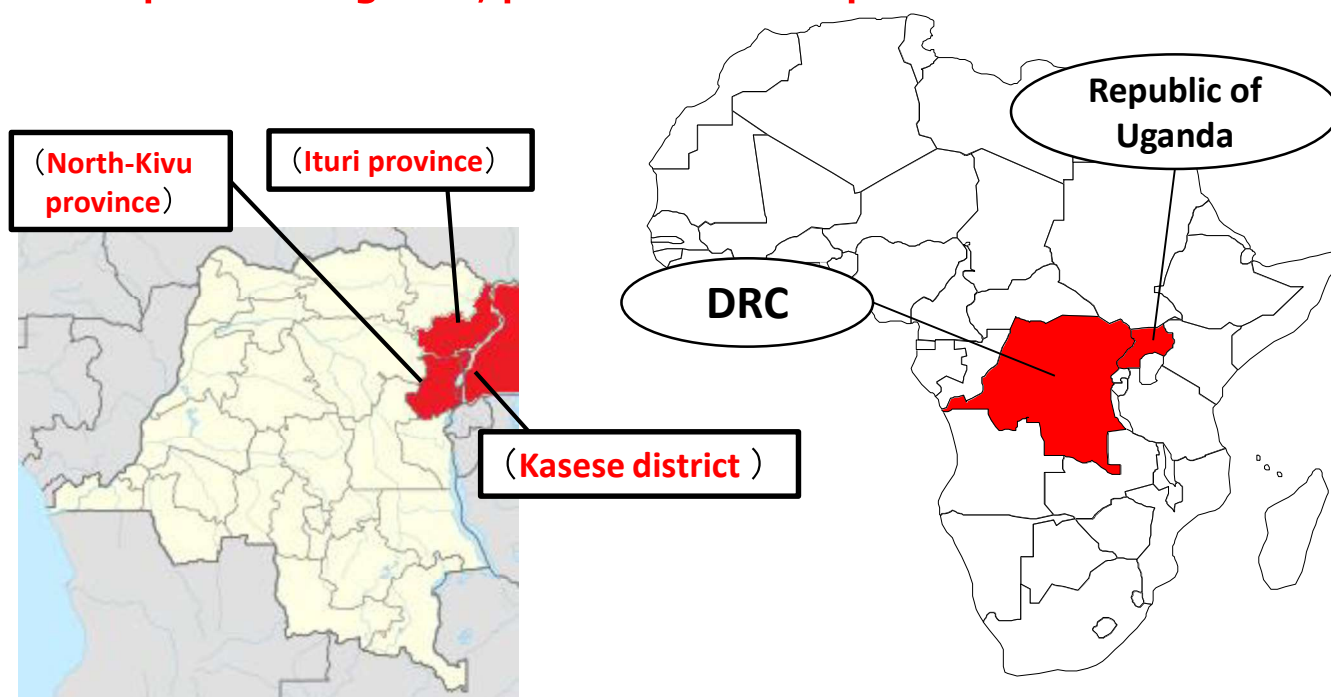 Republic of
Uganda
（North-Kivu
province）
（Ituri province）
DRC
（Kasese district ）